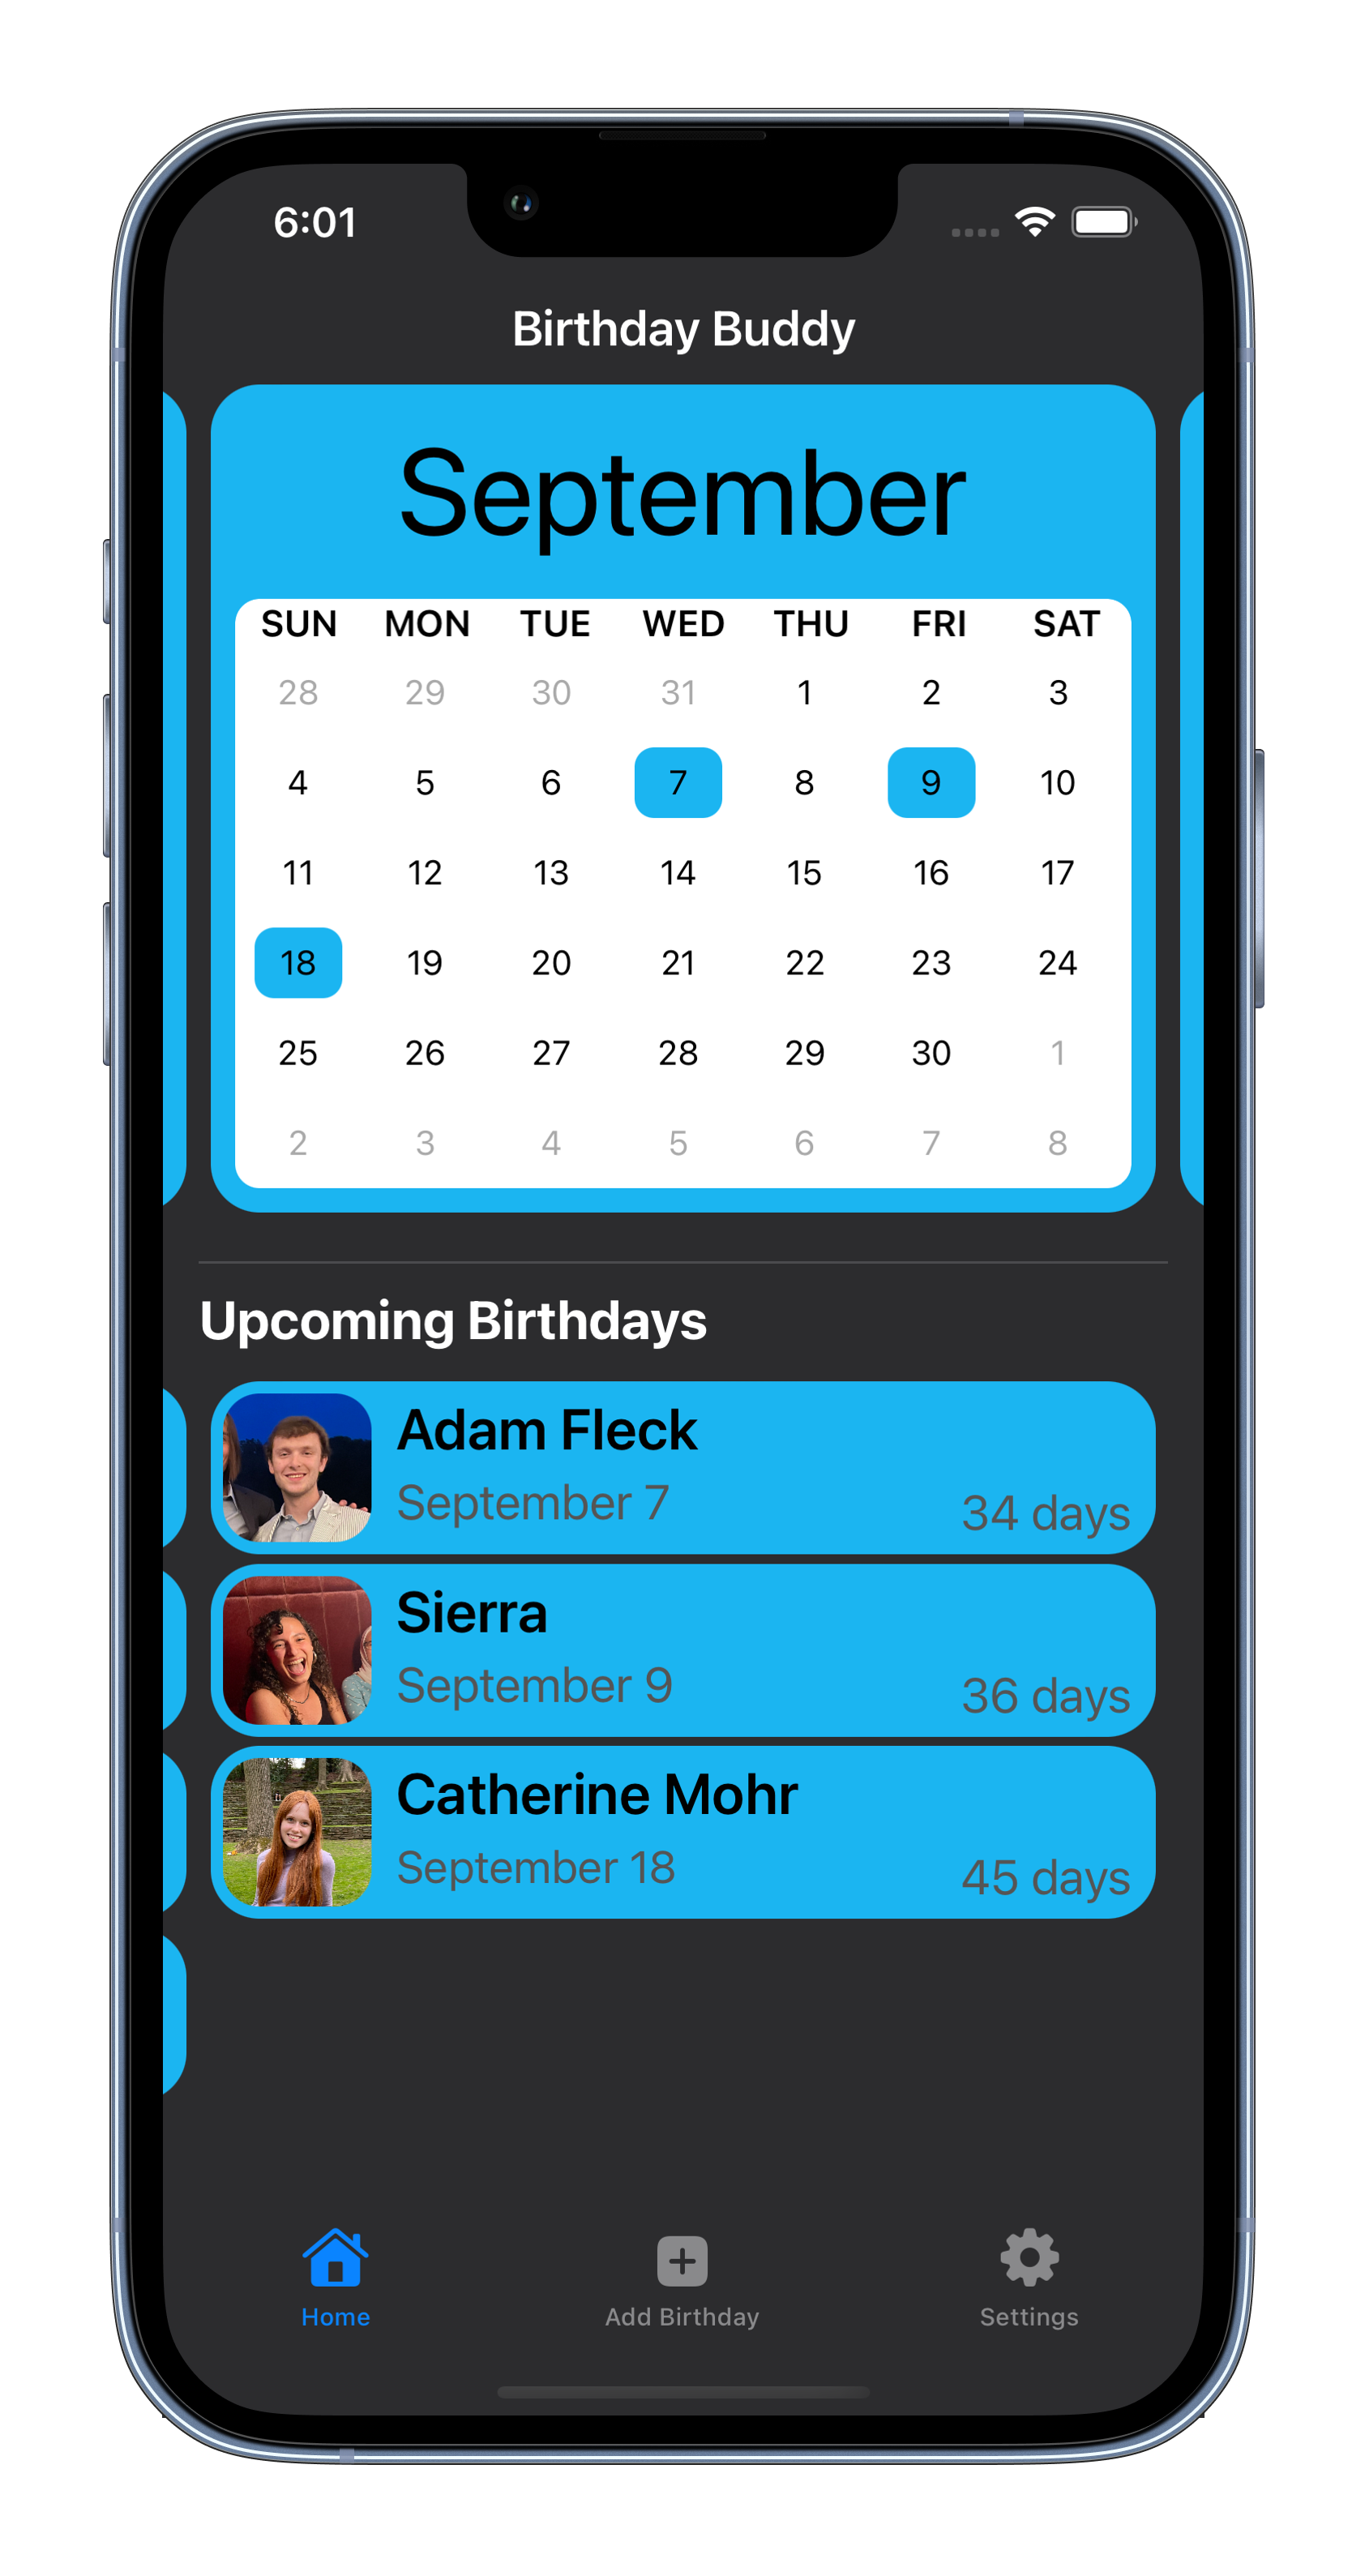 6:01
Birthday Buddy
September
SUN MON TUE WED THU FRI SAT
28 29 30 31 1 2 3
4 5 6 7 8 9 10
11 12 13 14 15 16 17
18 19 20 21 22 23 24
25 26 27 28 29 30 1
2 3 4 5 6 7 8
Upcoming Birthdays
Adam Fleck
September 7 34 days
Sierra
September 9 36 days
Catherine Mohr
September 18 45 days
Home Add Birthday Settings